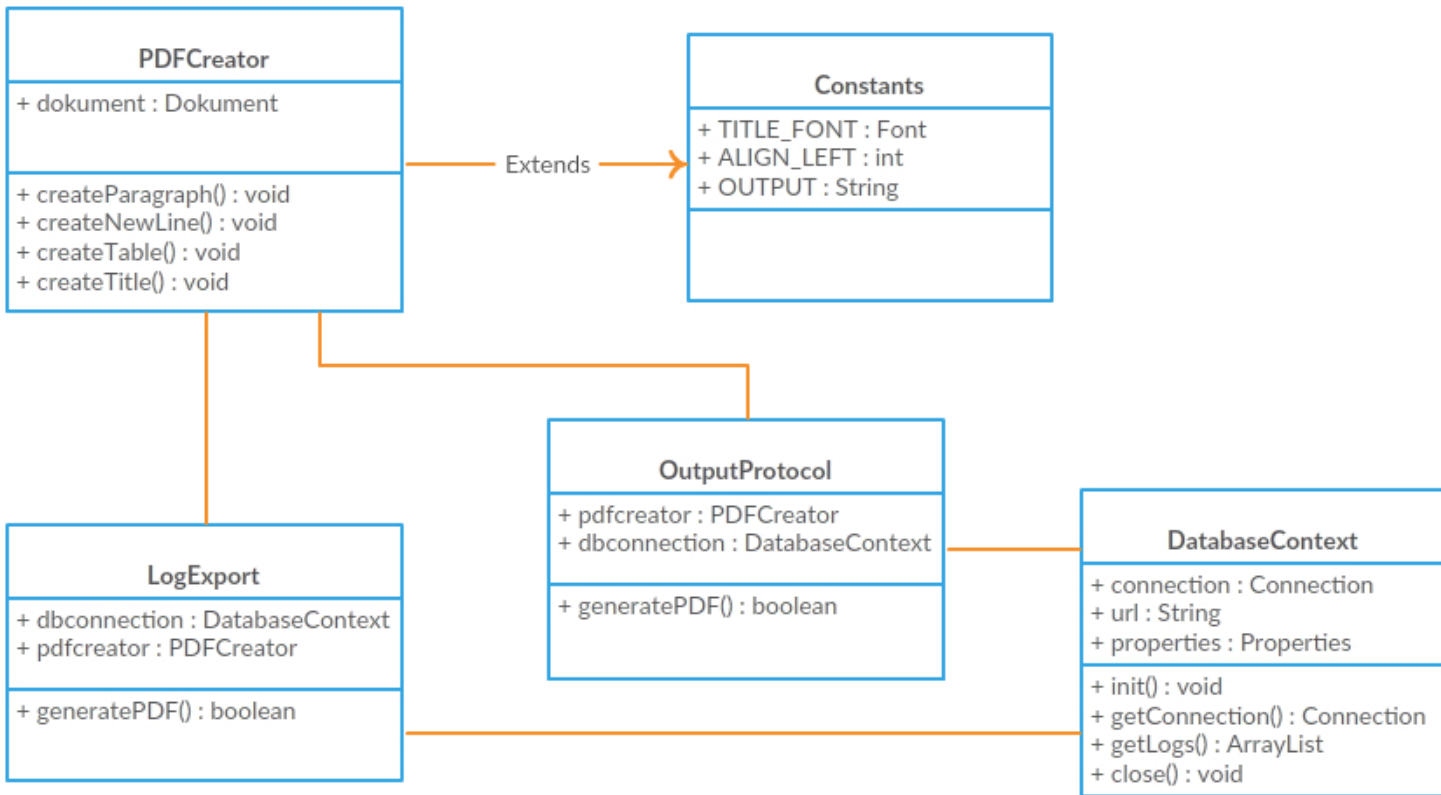 PDFCreator
+ dokument : Dokument
+ createParagraph() : void
+ createNewLine() : void
+ createTable() : void
+ createTitle() : void
Extends
Constants
+ TITLE_FONT : Font
+ ALIGN_LEFT : int
+ OUTPUT : String
OutputProtocol
+ pdfcreator : PDFCreator
+ dbconnection : DatabaseContext
+ generatePDF() : boolean
LogExport
+ dbconnection : DatabaseContext
+ pdfcreator : PDFCreator
+ generatePDF() : boolean
DatabaseContext
+ connection : Connection
+ url : String
+ properties : Properties
+ init() : void
+ getConnection() : Connection
+ getLogs() : ArrayList
+ close() : void